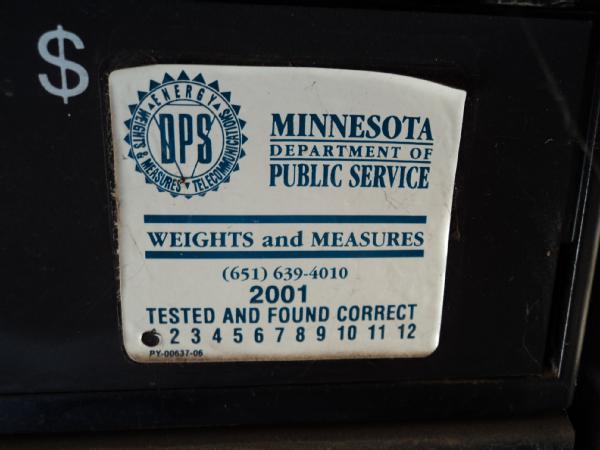 $
ENERGY
WEIGHTS & MEASURES
TELECOMMUNICATIONS
DPS
MINNESOTA
DEPARTMENT OF
PUBLIC SERVICE
WEIGHTS and MEASURES
(651) 639-4010
2001
TESTED AND FOUND CORRECT
2 3 4 5 6 7 8 9 10 11 12
PY-00637-06